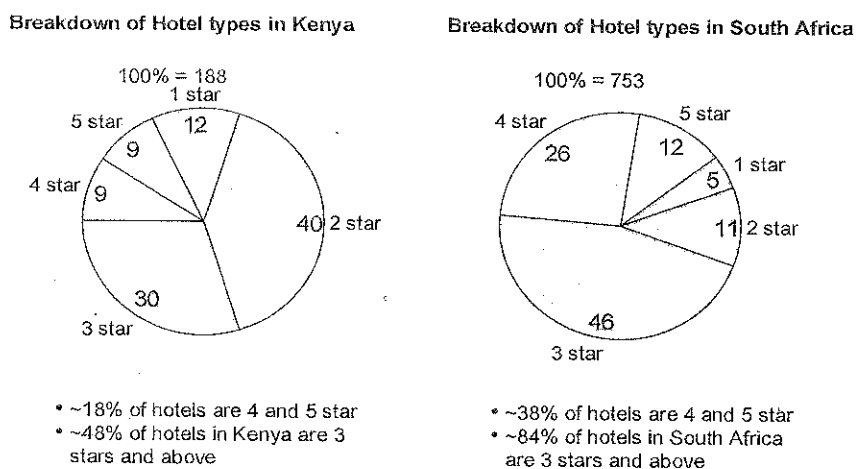 Breakdown of Hotel types in Kenya
100% = 188
1 star
12
5 star
9
4 star
9
40
2 star
30
3 star
• ~18% of hotels are 4 and 5 star
• ~48% of hotels in Kenya are 3
stars and above
Breakdown of Hotel types in South Africa
100% = 753
4 star
26
5 star
12
1 star
5
11
2 star
46
3 star
• ~38% of hotels are 4 and 5 star
• ~84% of hotels in South Africa
are 3 stars and above